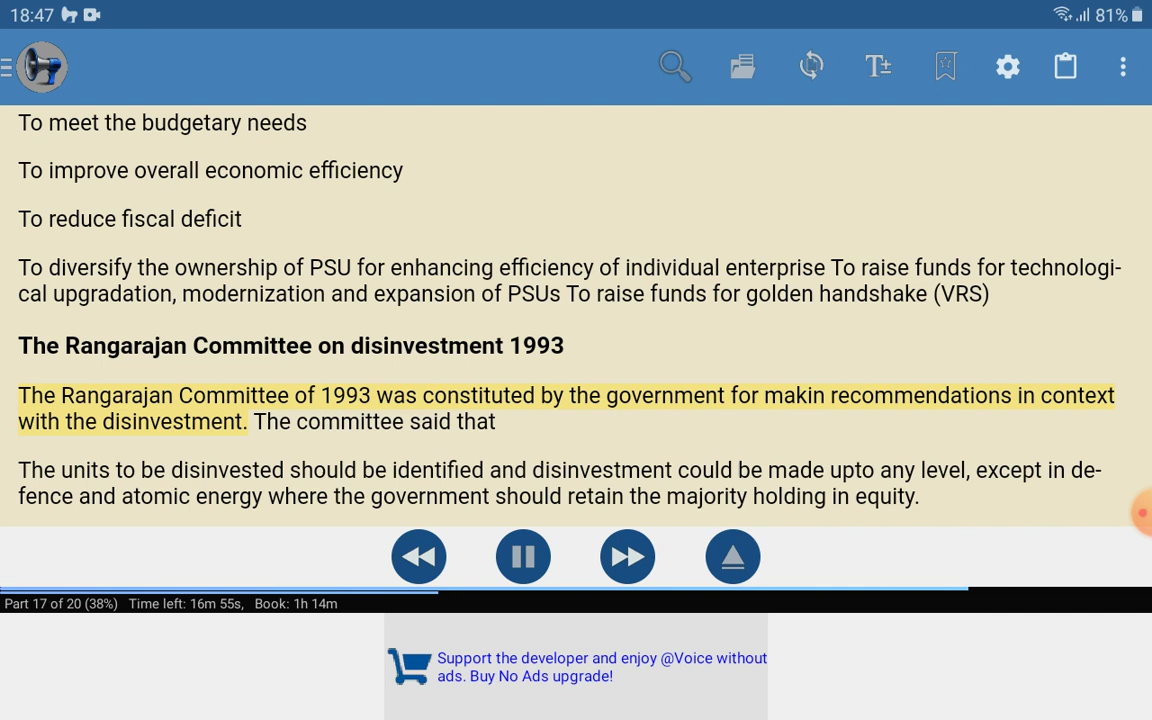 18:47
81%
T±
To meet the budgetary needs
To improve overall economic efficiency
To reduce fiscal deficit
To diversify the ownership of PSU for enhancing efficiency of individual enterprise To raise funds for technologi-
cal upgradation, modernization and expansion of PSUs To raise funds for golden handshake (VRS)
The Rangarajan Committee on disinvestment 1993
The Rangarajan Committee of 1993 was constituted by the government for makin recommendations in context
with the disinvestment. The committee said that
The units to be disinvested should be identified and disinvestment could be made upto any level, except in de-
fence and atomic energy where the government should retain the majority holding in equity.
Part 17 of 20 (38%) Time left: 16m 55s, Book: 1h 14m
Support the developer and enjoy @Voice without
ads. Buy No Ads upgrade!